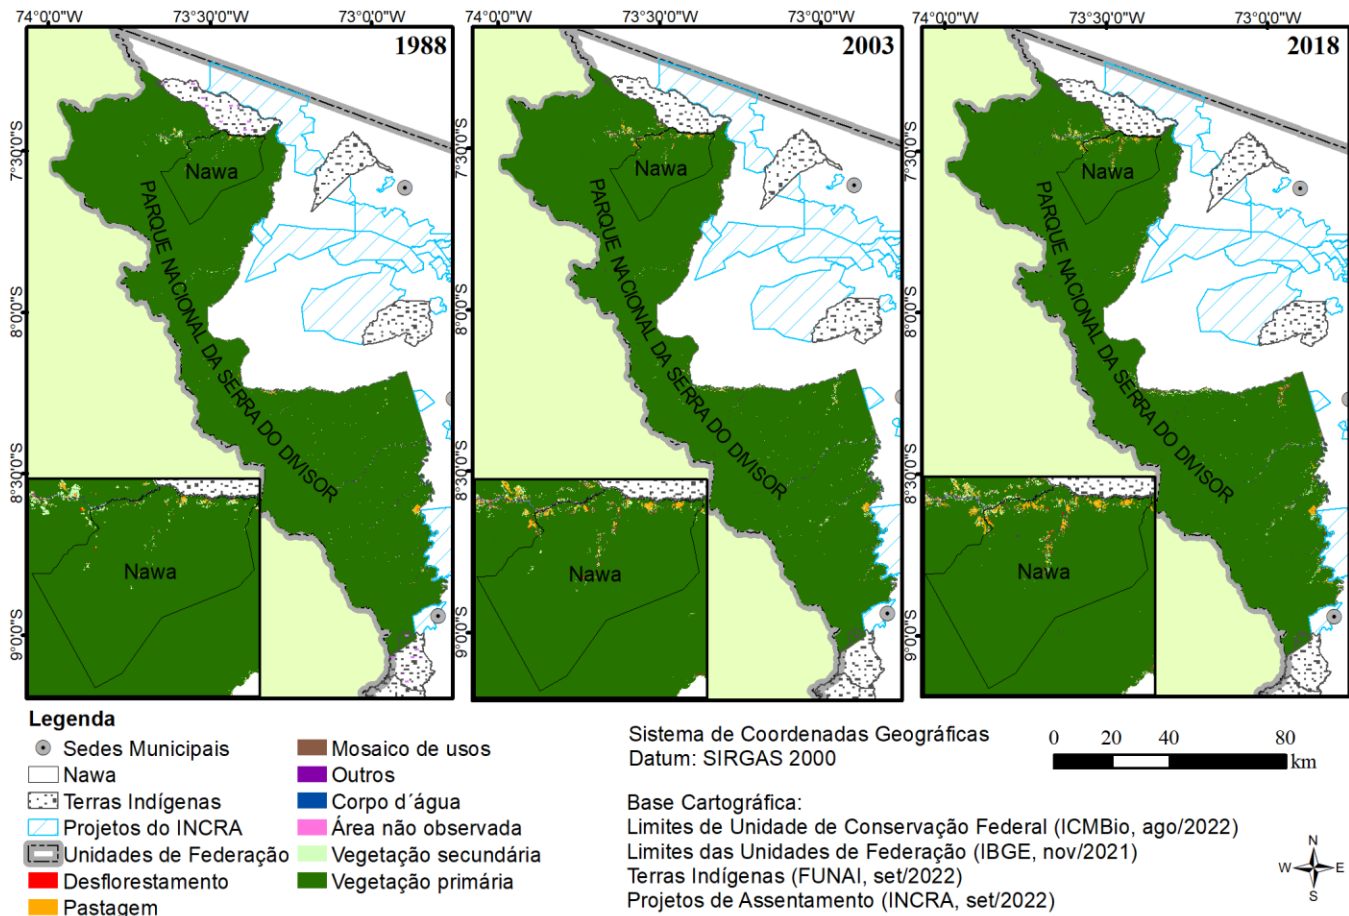 74°0'0"W 73°30'0"W 73°0'0"W
74°0'0"W 73°30'0"W 73°0'0"W
74°0'0"W 73°30'0"W 73°0'0"W
1988
2003
2018
7°30'0"S
8°0'0"S
8°30'0"S
9°0'0"S
Nawa
PARQUE NACIONAL DA SERRA DO DIVISOR
Nawa
7°30'0"S
8°0'0"S
8°30'0"S
9°0'0"S
Nawa
PARQUE NACIONAL DA SERRA DO DIVISOR
Nawa
7°30'0"S
8°0'0"S
8°30'0"S
9°0'0"S
Nawa
PARQUE NACIONAL DA SERRA DO DIVISOR
Nawa
Legenda
Sedes Municipais
Nawa
Terras Indígenas
Projetos do INCRA
Unidades de Federação
Desflorestamento
Pastagem
Mosaico de usos
Outros
Corpo d´água
Área não observada
Vegetação secundária
Vegetação primária
Sistema de Coordenadas Geográficas
Datum: SIRGAS 2000
Base Cartográfica:
Limites de Unidade de Conservação Federal (ICMBio, ago/2022)
Limites das Unidades de Federação (IBGE, nov/2021)
Terras Indígenas (FUNAI, set/2022)
Projetos de Assentamento (INCRA, set/2022)
0 20 40 80
km
N
W E
S